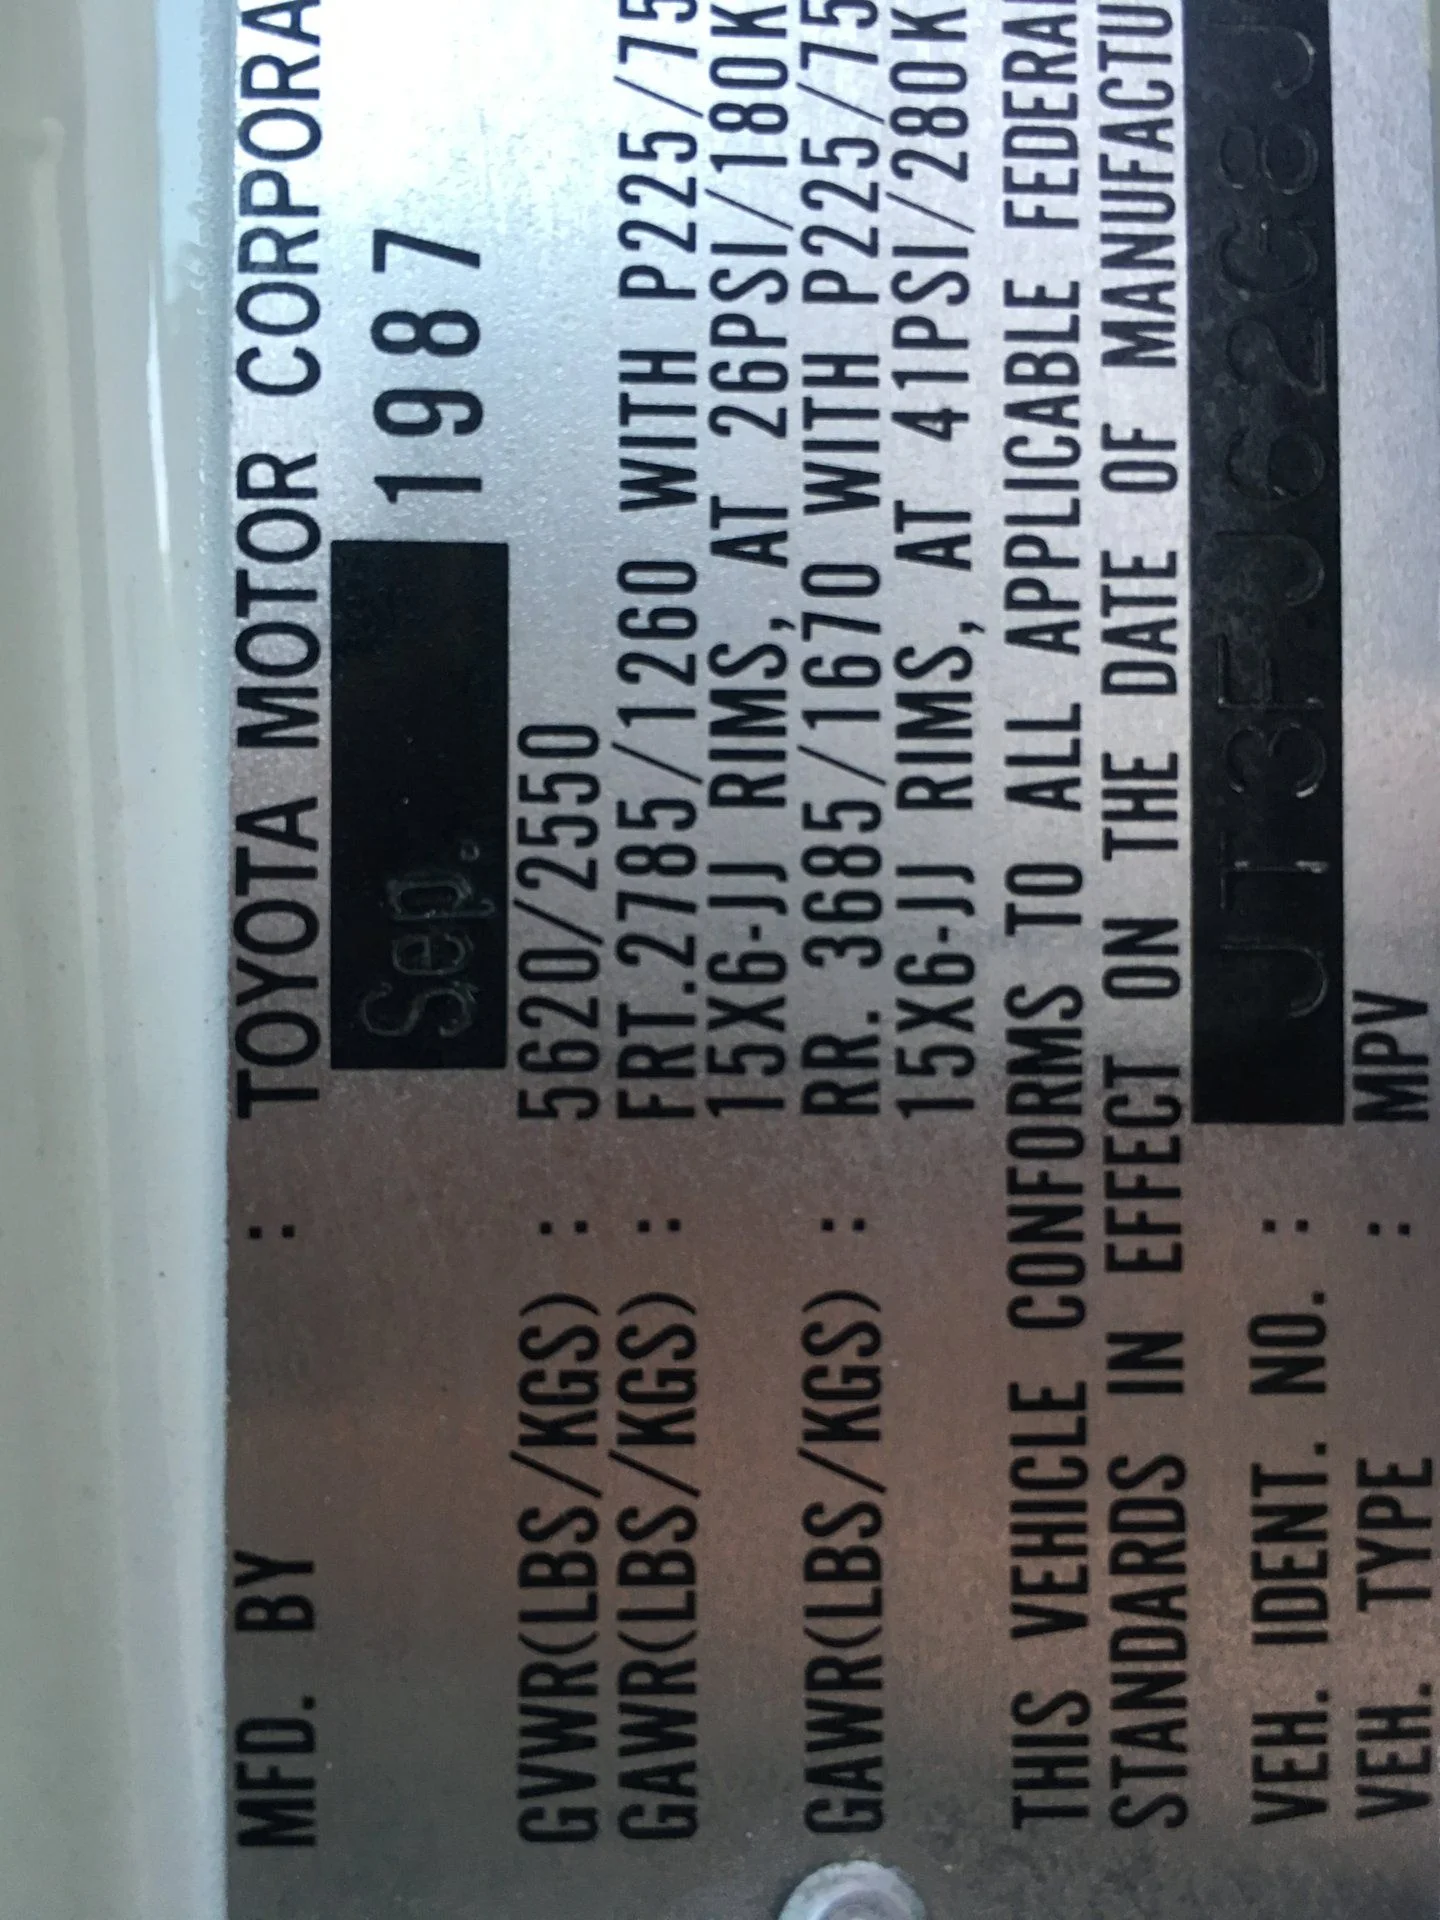 MFD. BY : TOYOTA MOTOR CORPORA
Sep. 1987
GVWR(LBS/KGS) : 5620/2550
GAWR(LBS/KGS) : FRT.2785/1260 WITH P225/75
15X6-JJ RIMS, AT 26PSI/180K
GAWR(LBS/KGS) : RR. 3685/1670 WITH P225/75
15X6-JJ RIMS, AT 41PSI/280K
THIS VEHICLE CONFORMS TO ALL APPLICABLE FEDERAL
STANDARDS IN EFFECT ON THE DATE OF MANUFACTU
VEH. IDENT. NO. : JT3FJ62G8J
VEH. TYPE : MPV